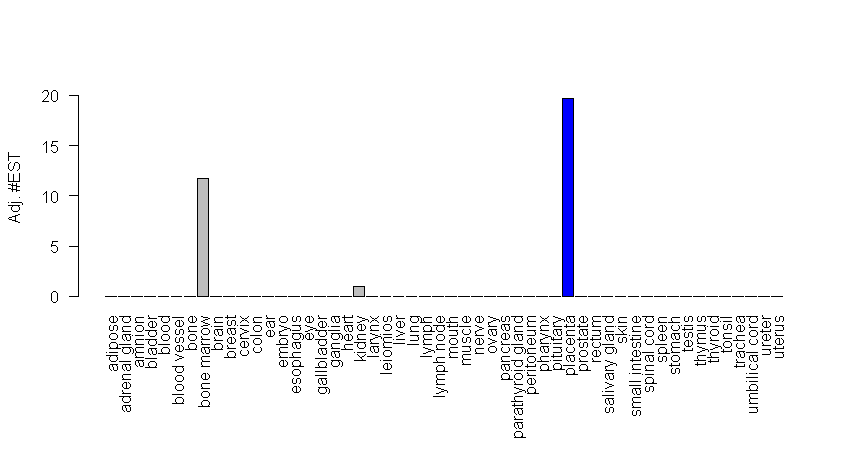 Adj. #EST
20
15
10
5
0
adipose
adrenal gland
amnion
bladder
blood
blood vessel
bone
bone marrow
brain
breast
cervix
colon
ear
embryo
esophagus
eye
gallbladder
ganglia
heart
kidney
larynx
leiomios
liver
lung
lymph
lymph node
mouth
muscle
nerve
ovary
pancreas
parathyroid gland
peritoneum
pharynx
pituitary
placenta
prostate
rectum
salivary gland
skin
small intestine
spinal cord
spleen
stomach
testis
thymus
thyroid
tonsil
trachea
umbilical cord
ureter
uterus